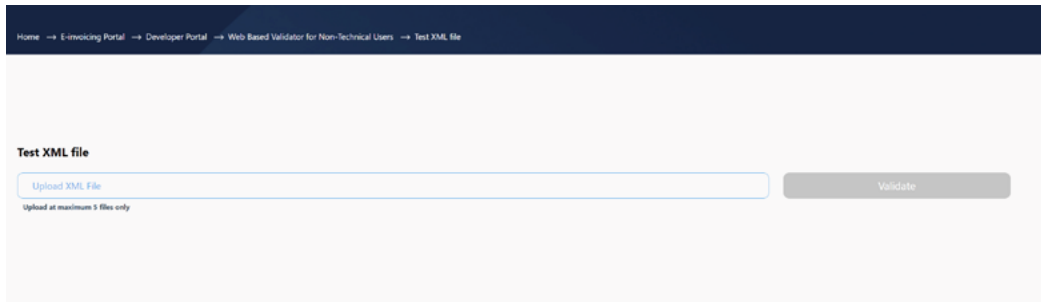 Home → E-invoicing Portal → Developer Portal → Web Based Validator for Non-Technical Users → Test XML file
Test XML file
Upload XML File
Validate
Upload at maximum 5 files only